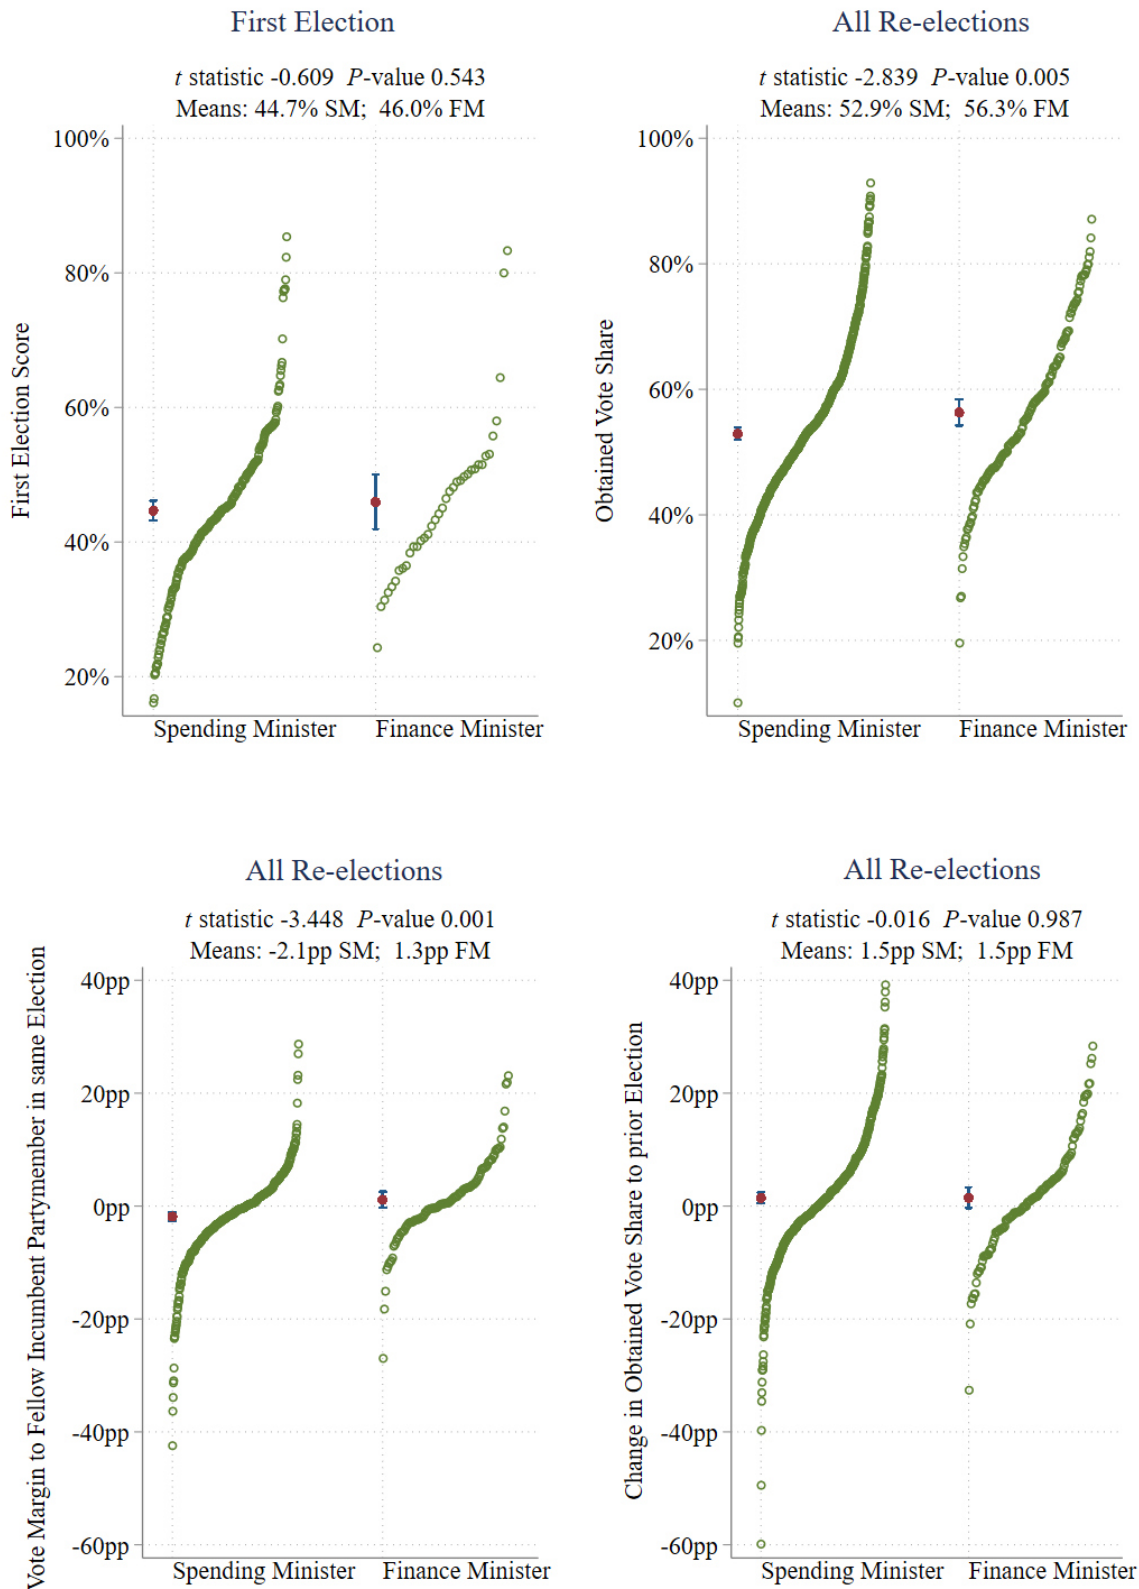 First Election
t statistic -0.609 P-value 0.543
Means: 44.7% SM; 46.0% FM
First Election Score
100%
80%
60%
40%
20%
Spending Minister
Finance Minister
All Re-elections
t statistic -2.839 P-value 0.005
Means: 52.9% SM; 56.3% FM
Obtained Vote Share
100%
80%
60%
40%
20%
Spending Minister
Finance Minister
All Re-elections
t statistic -3.448 P-value 0.001
Means: -2.1pp SM; 1.3pp FM
Vote Margin to Fellow Incumbent Partymember in same Election
40pp
20pp
0pp
-20pp
-40pp
-60pp
Spending Minister
Finance Minister
All Re-elections
t statistic -0.016 P-value 0.987
Means: 1.5pp SM; 1.5pp FM
Change in Obtained Vote Share to prior Election
40pp
20pp
0pp
-20pp
-40pp
-60pp
Spending Minister
Finance Minister